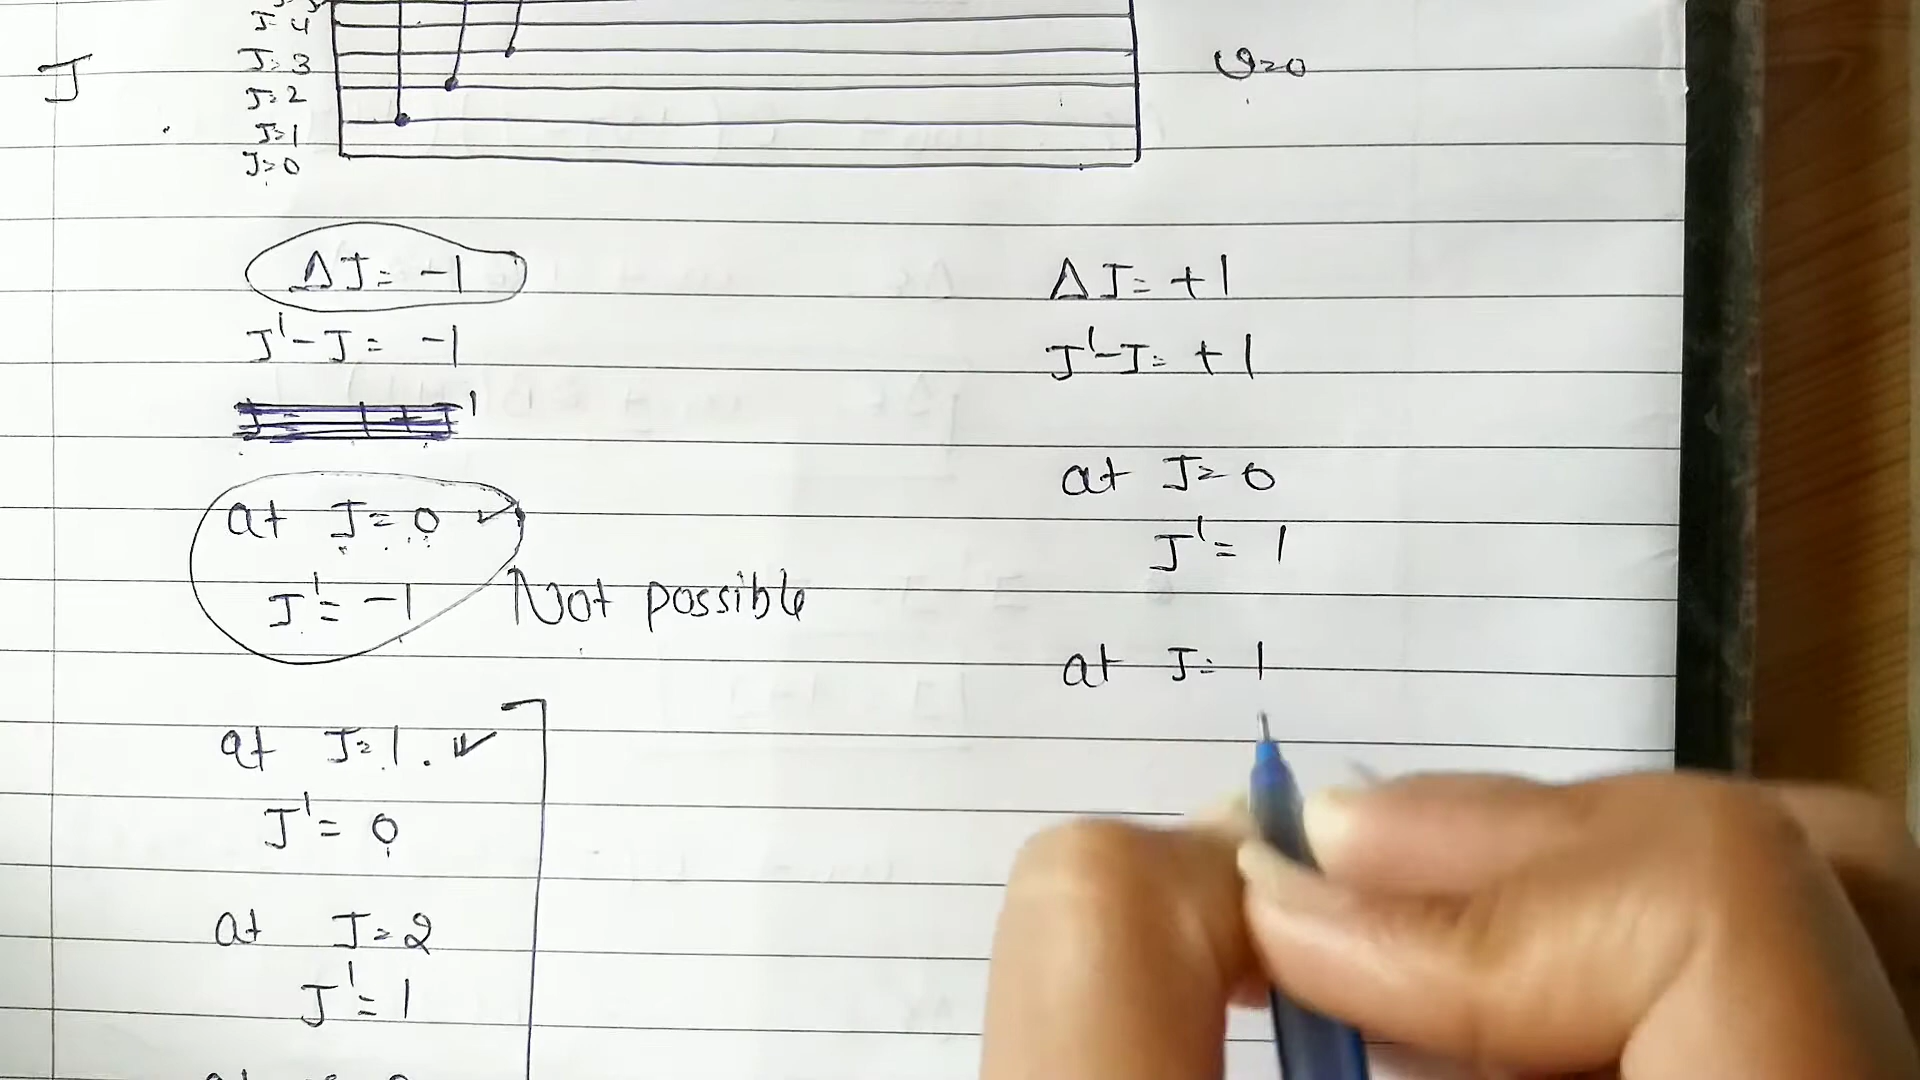 J=4
J=3
J
J=2
J=1
J=0
υ=0
ΔJ= -1
J'-J= -1
at J=0 ✓
J'= -1 Not possible
at J=1. ✓
J'= 0
at J=2
J'= 1
ΔJ= +1
J'-J= +1
at J=0
J'= 1
at J= 1